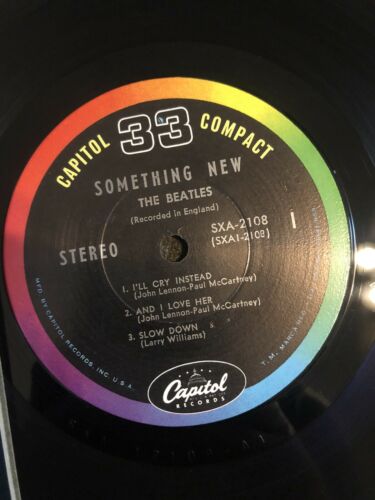 CAPITOL 33 COMPACT
SOMETHING NEW
THE BEATLES
(Recorded in England)
STEREO
SXA-2108
(SXA1-2108)
1
1. I'LL CRY INSTEAD
(John Lennon-Paul McCartney)
2. AND I LOVE HER
(John Lennon-Paul McCartney)
3. SLOW DOWN
(Larry Williams)
Capitol
RECORDS
MFD. BY CAPITOL RECORDS, INC. U.S.A.
T.M. MARCA REG.